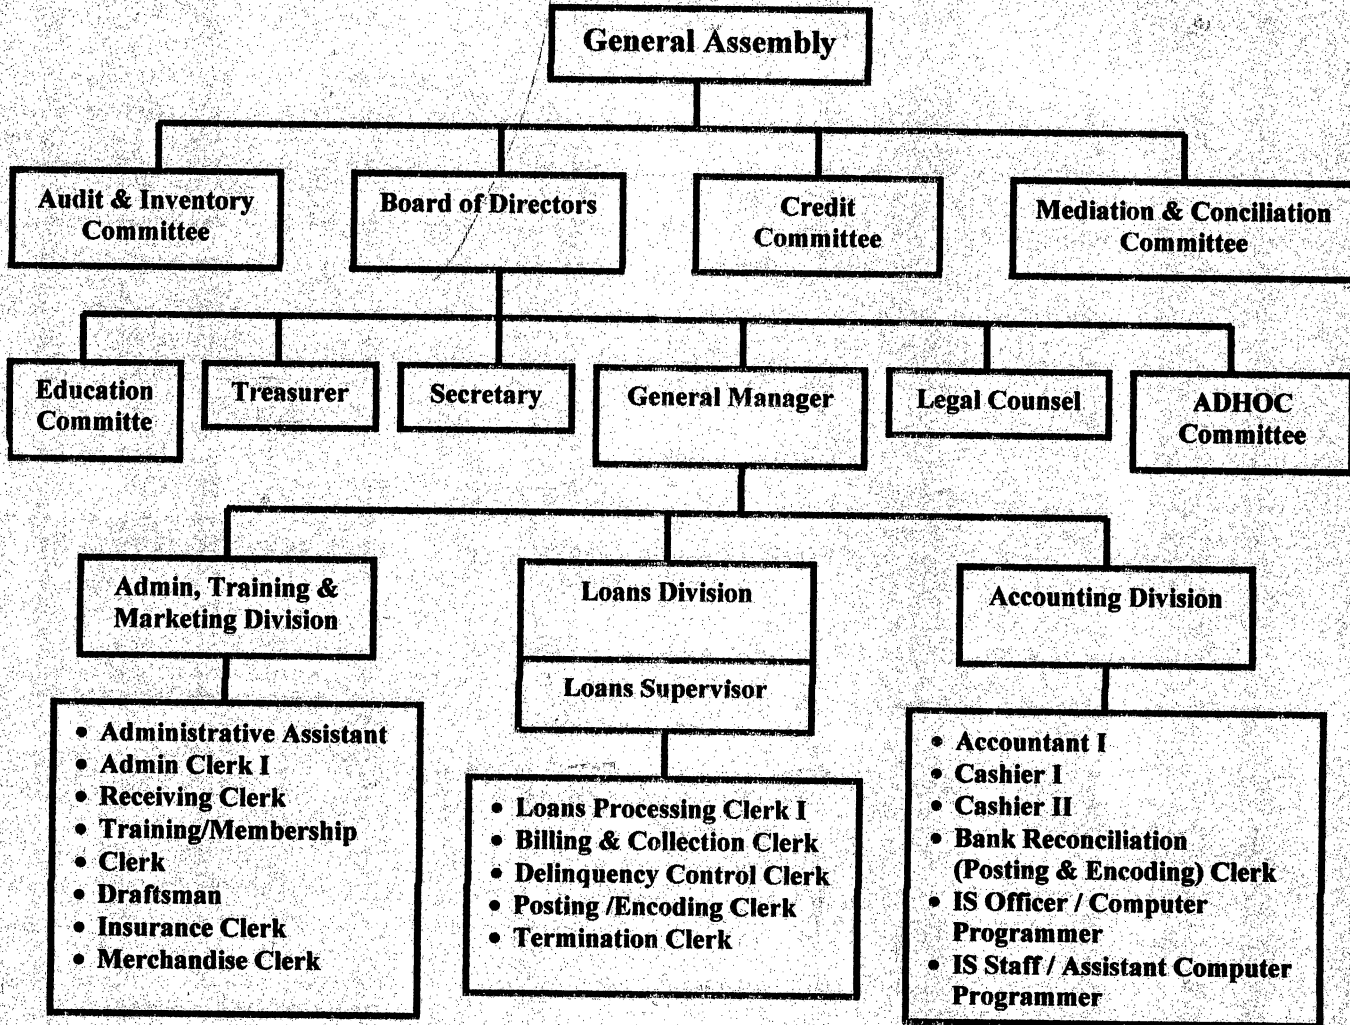 General Assembly
Audit & Inventory
Committee
Board of Directors
Credit
Committee
Mediation & Conciliation
Committee
Education
Committe
Treasurer
Secretary
General Manager
Legal Counsel
ADHOC
Committee
Admin, Training &
Marketing Division
Loans Division
Loans Supervisor
Accounting Division
• Administrative Assistant
• Admin Clerk I
• Receiving Clerk
• Training/Membership
• Clerk
• Draftsman
• Insurance Clerk
• Merchandise Clerk
• Loans Processing Clerk I
• Billing & Collection Clerk
• Delinquency Control Clerk
• Posting /Encoding Clerk
• Termination Clerk
• Accountant I
• Cashier I
• Cashier II
• Bank Reconciliation
(Posting & Encoding) Clerk
• IS Officer / Computer
Programmer
• IS Staff / Assistant Computer
Programmer